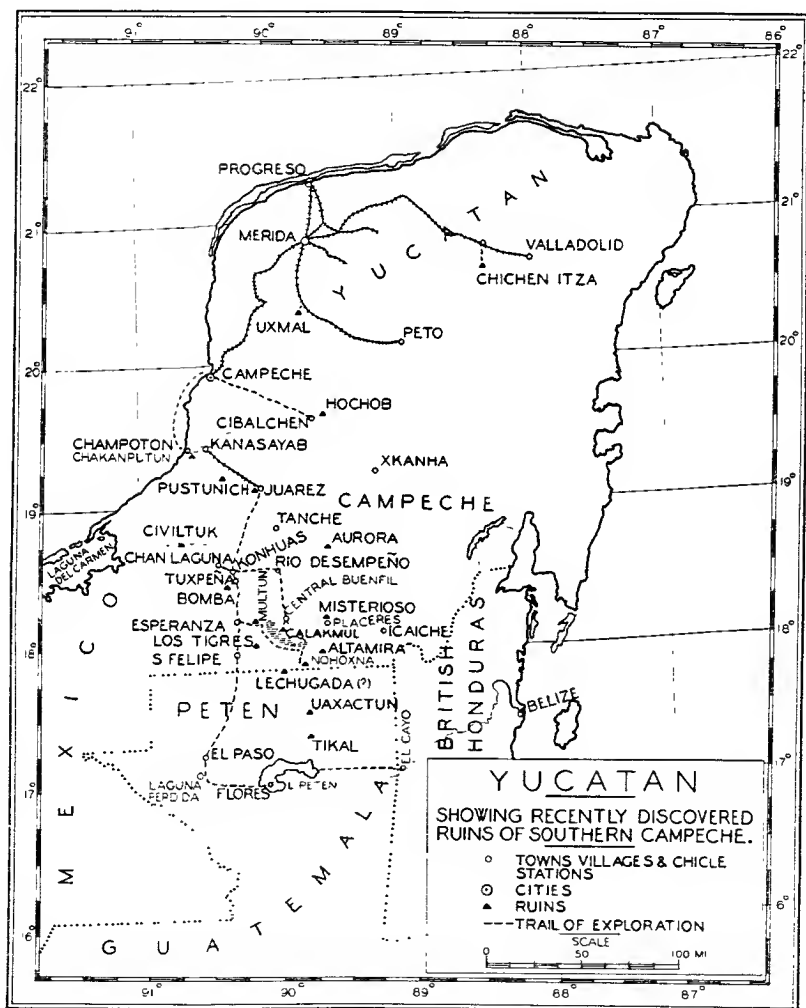 91° 90° 89 88 87 86
22°
22°
PROGRESO
YUCATAN
21°
21°
MERIDA
VALLADOLID
CHICHEN ITZA
UXMAL
PETO
20°
20°
CAMPECHE
HOCHOB
CIBALCHEN
CHAMPOTON
CHAKANPUTUN
KANASAYAB
XKANHA
19°
PUSTUNICH
JUAREZ
CAMPECHE
19°
TANCHE
CIVILTUK
AURORA
LAGUNA
DEL CARMEN
CHAN LAGUNA
KONHUAS
RIO DESEMPEÑO
TUXPEÑA
BOMBA
MULTUN
CENTRAL BUENFIL
MISTERIOSO
PLACERES
ESPERANZA
CALAKMUL
ICAICHE
18°
18°
LOS TIGRES
ALTAMIRA
S FELIPE
NOHOXNA
LECHUGADA (?)
BRITISH
HONDURAS
BELIZE
PETEN
UAXACTUN
TIKAL
EL CAYO
EL PASO
LAGUNA
PERDIDA
FLORES
L PETEN
17°
17°
MEXICO
GUATEMALA
16°
16°
YUCATAN
SHOWING RECENTLY DISCOVERED
RUINS OF SOUTHERN CAMPECHE.
TOWNS VILLAGES & CHICLE
STATIONS
CITIES
RUINS
TRAIL OF EXPLORATION
SCALE
0 50 100 MI
91 90 89 88 87